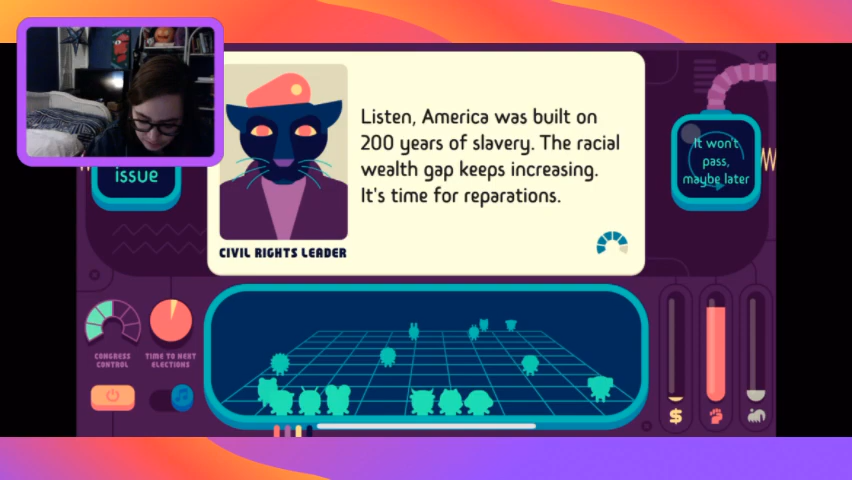 issue
Listen, America was built on
200 years of slavery. The racial
wealth gap keeps increasing.
It's time for reparations.
CIVIL RIGHTS LEADER
It won't
pass,
maybe later
CONGRESS
CONTROL
TIME TO NEXT
ELECTIONS
$